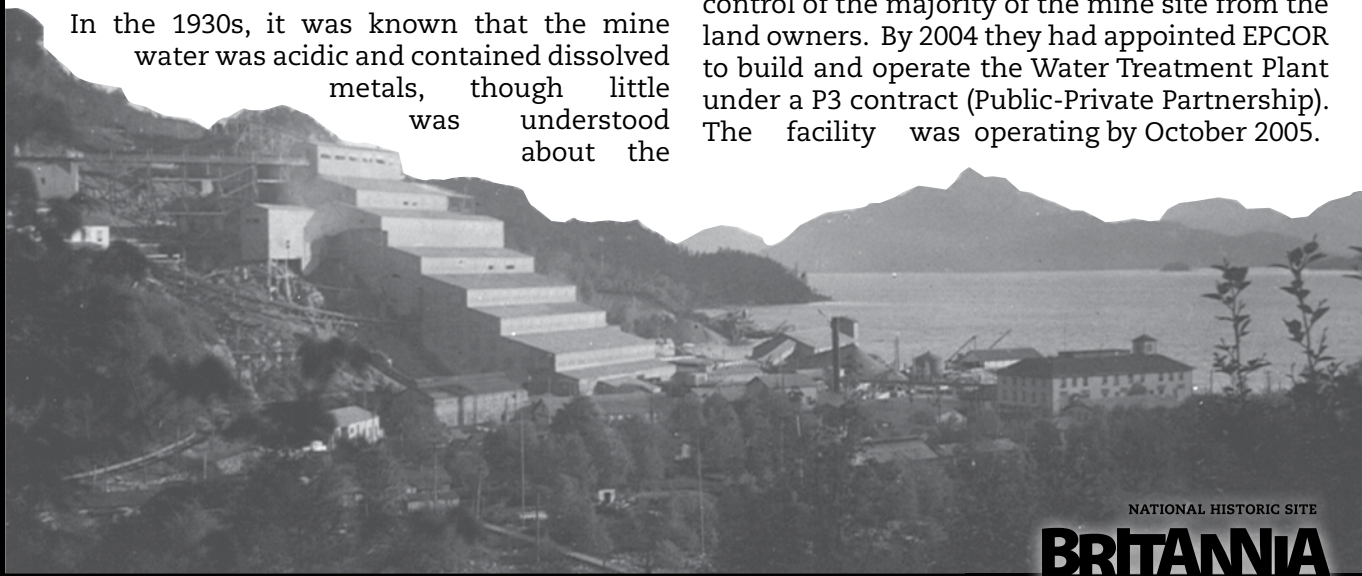 In the 1930s, it was known that the mine
water was acidic and contained dissolved
metals, though little
was understood
about the
control of the majority of the mine site from the
land owners. By 2004 they had appointed EPCOR
to build and operate the Water Treatment Plant
under a P3 contract (Public-Private Partnership).
The facility was operating by October 2005.
NATIONAL HISTORIC SITE
BRITANNIA